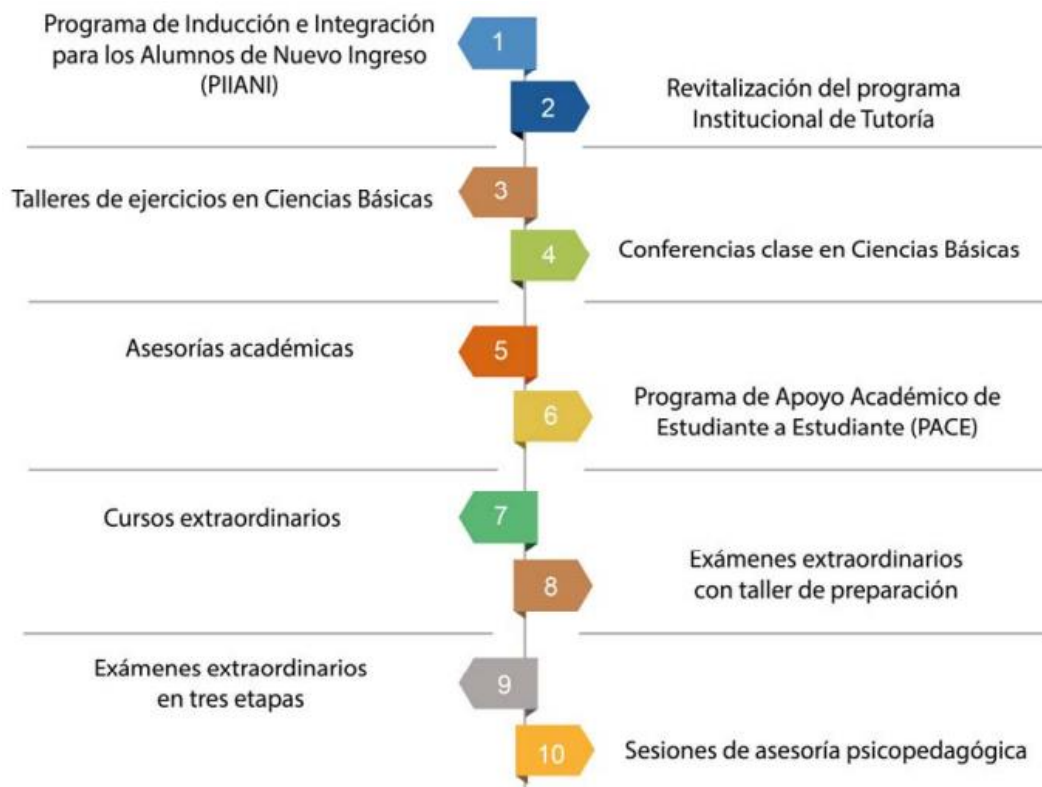 Programa de Inducción e Integración
para los Alumnos de Nuevo Ingreso
(PIIANI)
1
2
Revitalización del programa
Institucional de Tutoría
Talleres de ejercicios en Ciencias Básicas
3
4
Conferencias clase en Ciencias Básicas
Asesorías académicas
5
6
Programa de Apoyo Académico de
Estudiante a Estudiante (PACE)
Cursos extraordinarios
7
8
Exámenes extraordinarios
con taller de preparación
Exámenes extraordinarios
en tres etapas
9
10
Sesiones de asesoría psicopedagógica